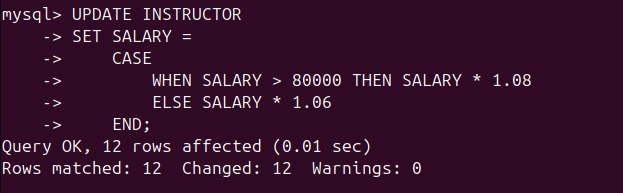 mysql> UPDATE INSTRUCTOR
    -> SET SALARY =
    ->     CASE
    ->         WHEN SALARY > 80000 THEN SALARY * 1.08
    ->         ELSE SALARY * 1.06
    ->     END;
Query OK, 12 rows affected (0.01 sec)
Rows matched: 12  Changed: 12  Warnings: 0